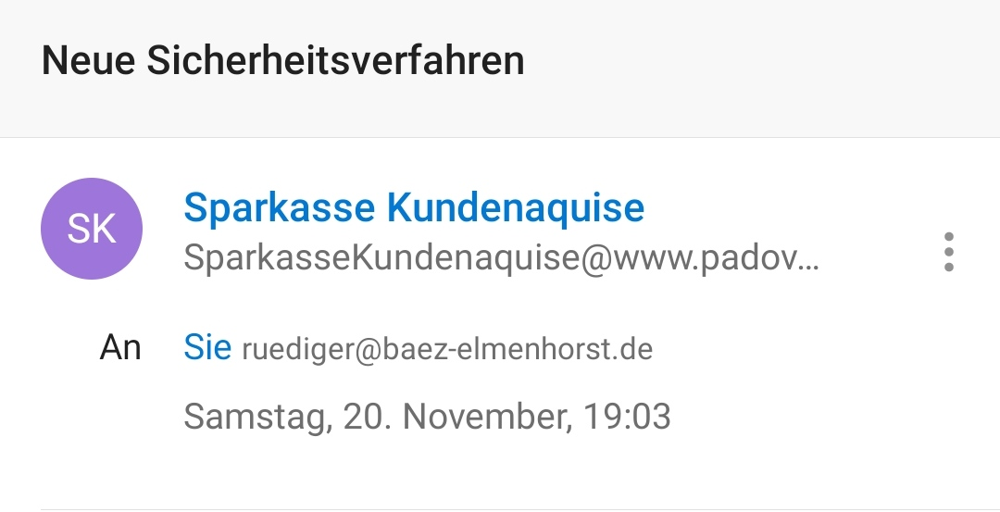 Neue Sicherheitsverfahren
SK
Sparkasse Kundenaquise
SparkasseKundenaquise@www.padov...
An Sie ruediger@baez-elmenhorst.de
Samstag, 20. November, 19:03